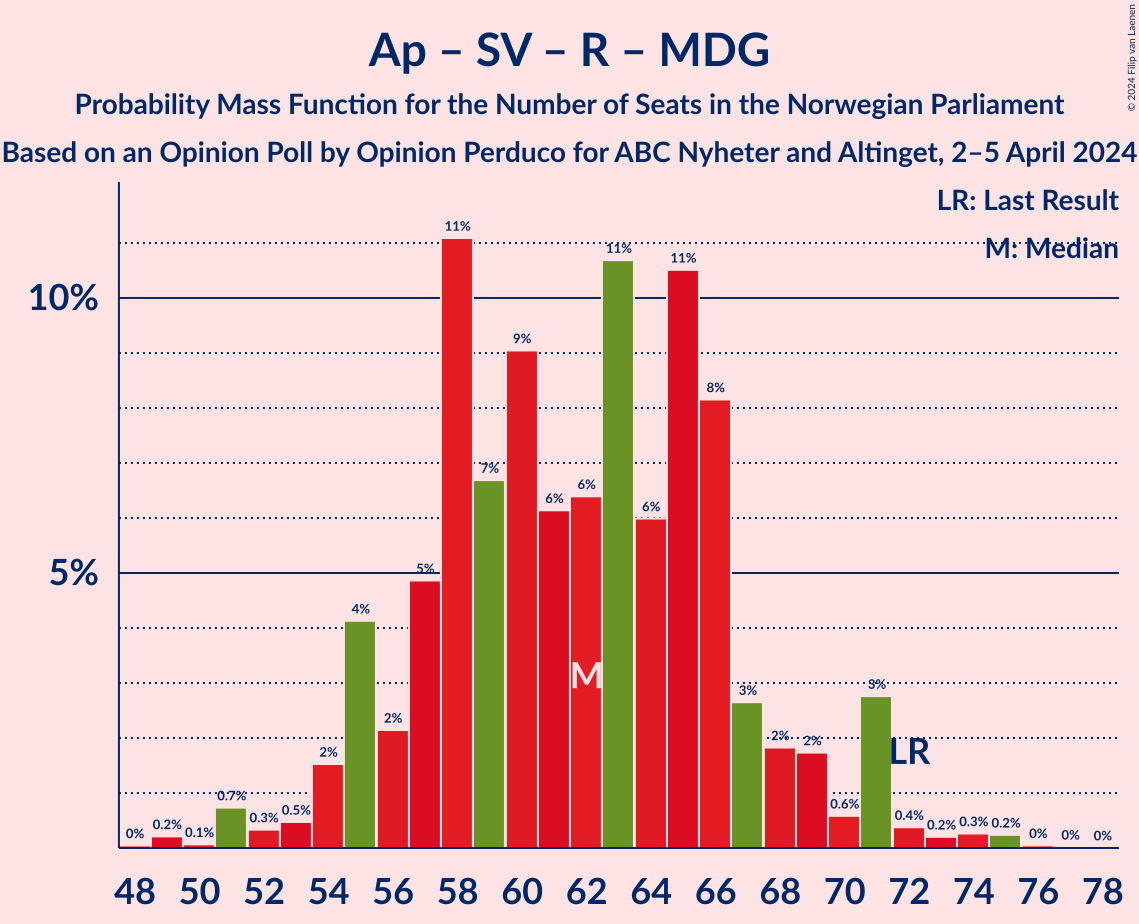 Ap – SV – R – MDG
Probability Mass Function for the Number of Seats in the Norwegian Parliament
Based on an Opinion Poll by Opinion Perduco for ABC Nyheter and Altinget, 2–5 April 2024
© 2024 Filip van Laenen
LR: Last Result
M: Median
10%
5%
0% 0.2% 0.1% 0.7% 0.3% 0.5% 2% 4% 2% 5% 11% 7% 9% 6% 6% 11% 6% 11% 8% 3% 2% 2% 0.6% 3% 0.4% 0.2% 0.3% 0.2% 0% 0% 0%
M
LR
48 50 52 54 56 58 60 62 64 66 68 70 72 74 76 78